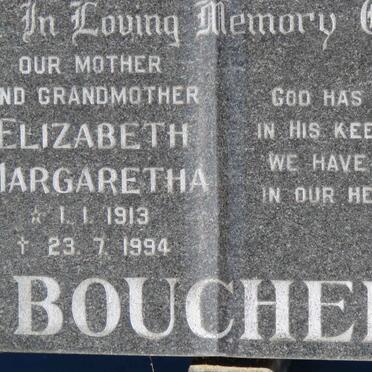 In Loving Memory
OUR MOTHER
AND GRANDMOTHER
ELIZABETH
MARGARETHA
☆ 1. 1. 1913
† 23. 7. 1994
GOD HAS
IN HIS KEE
WE HAVE
IN OUR HE
BOUCHE